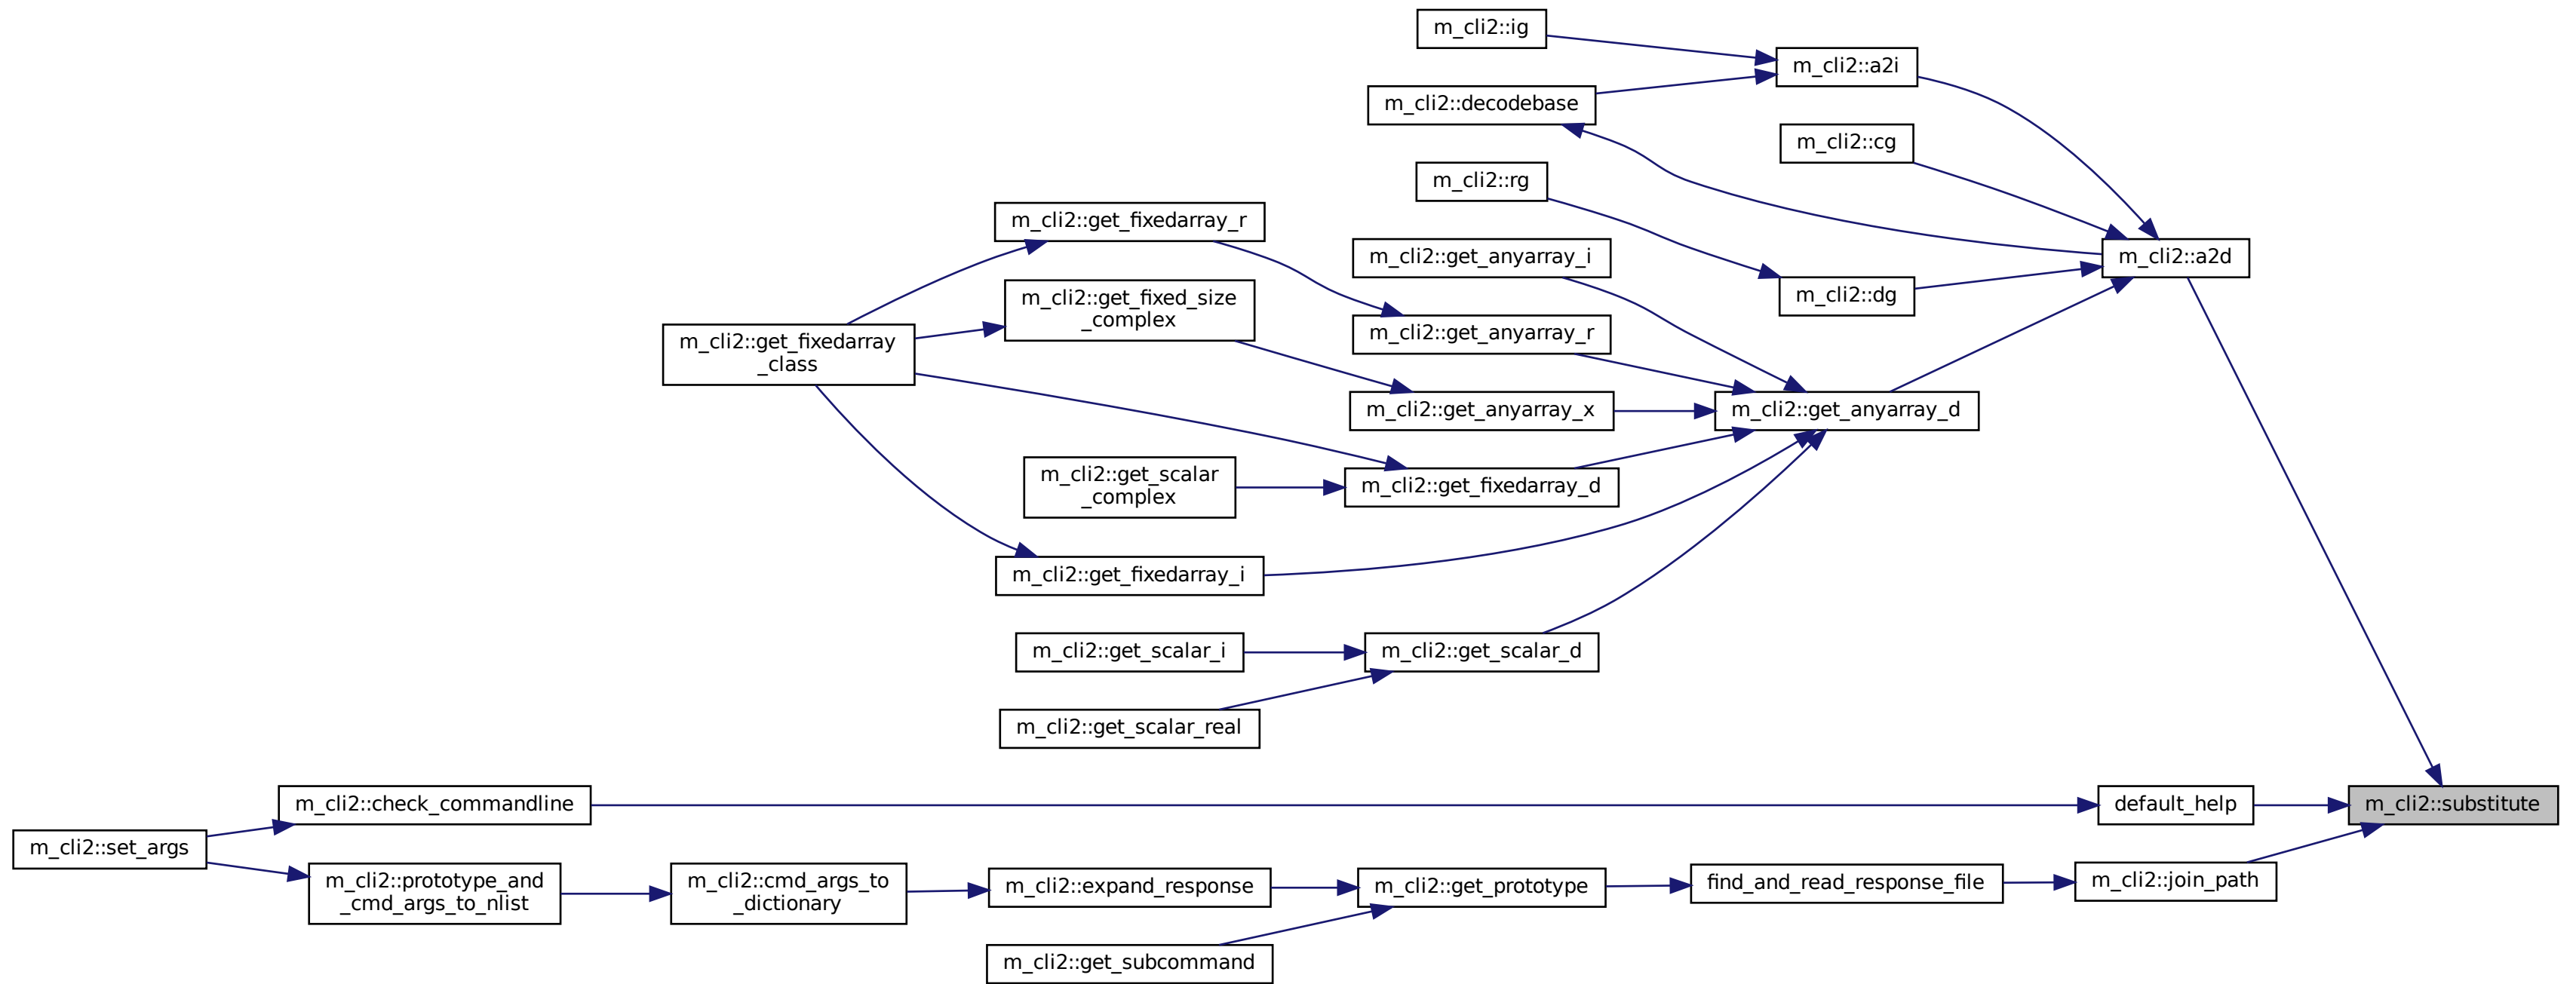 m_cli2::ig
m_cli2::a2i
m_cli2::decodebase
m_cli2::cg
m_cli2::rg
m_cli2::get_fixedarray_r
m_cli2::get_anyarray_i
m_cli2::a2d
m_cli2::get_fixed_size
_complex
m_cli2::dg
m_cli2::get_fixedarray
_class
m_cli2::get_anyarray_r
m_cli2::get_anyarray_x
m_cli2::get_anyarray_d
m_cli2::get_scalar
_complex
m_cli2::get_fixedarray_d
m_cli2::get_fixedarray_i
m_cli2::get_scalar_i
m_cli2::get_scalar_d
m_cli2::get_scalar_real
m_cli2::check_commandline
default_help
m_cli2::substitute
m_cli2::set_args
m_cli2::prototype_and
_cmd_args_to_nlist
m_cli2::cmd_args_to
_dictionary
m_cli2::expand_response
m_cli2::get_prototype
find_and_read_response_file
m_cli2::join_path
m_cli2::get_subcommand